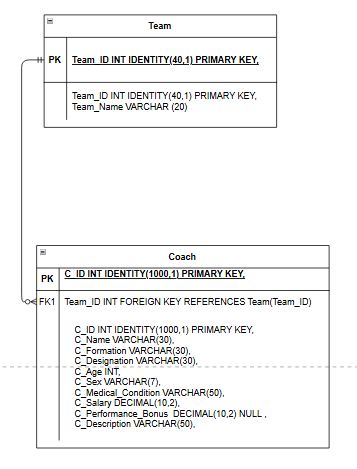 Team
PK
Team_ID INT IDENTITY(40,1) PRIMARY KEY,
Team_ID INT IDENTITY(40,1) PRIMARY KEY,
Team_Name VARCHAR (20)
Coach
PK
C_ID INT IDENTITY(1000,1) PRIMARY KEY,
FK1
Team_ID INT FOREIGN KEY REFERENCES Team(Team_ID)
C_ID INT IDENTITY(1000,1) PRIMARY KEY,
C_Name VARCHAR(30),
C_Formation VARCHAR(30),
C_Designation VARCHAR(30),
C_Age INT,
C_Sex VARCHAR(7),
C_Medical_Condition VARCHAR(50),
C_Salary DECIMAL(10,2),
C_Performance_Bonus  DECIMAL(10,2) NULL ,
C_Description VARCHAR(50),